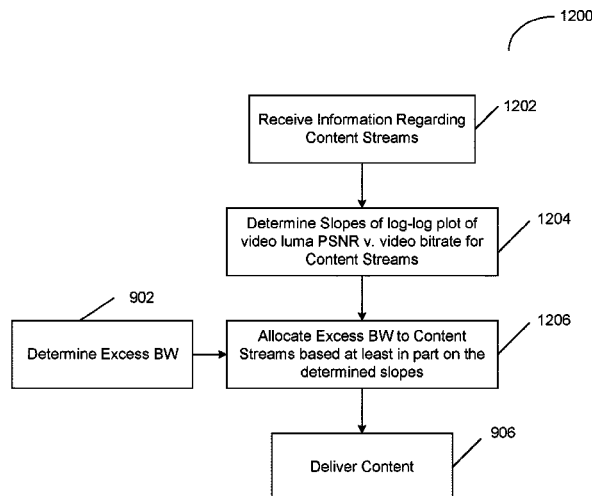 1200
Receive Information Regarding
Content Streams
1202
Determine Slopes of log-log plot of
video luma PSNR v. video bitrate for
Content Streams
1204
902
Determine Excess BW
Allocate Excess BW to Content
Streams based at least in part on the
determined slopes
1206
Deliver Content
906